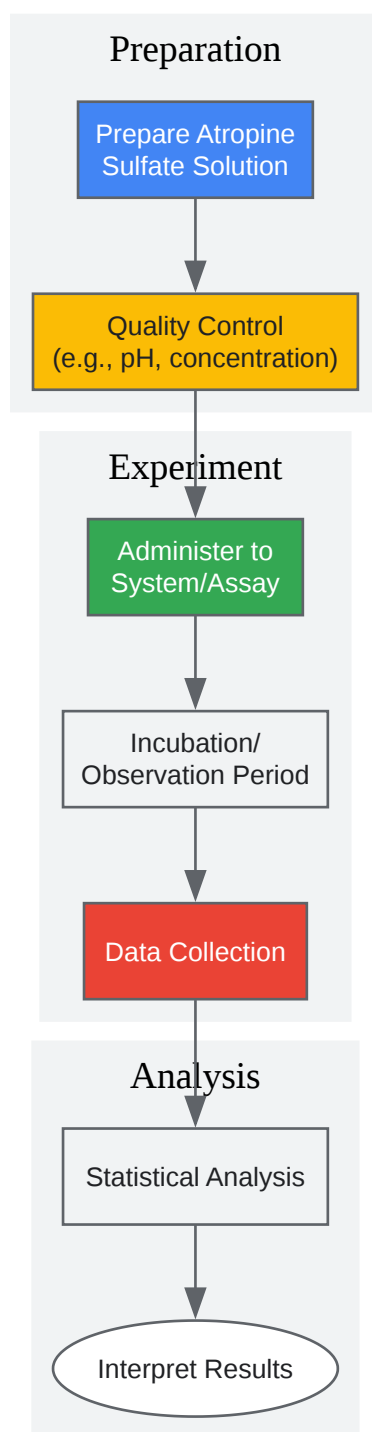 Preparation
Prepare Atropine
Sulfate Solution
Quality Control
(e.g., pH, concentration)
Experiment
Administer to
System/Assay
Incubation/
Observation Period
Data Collection
Analysis
Statistical Analysis
Interpret Results